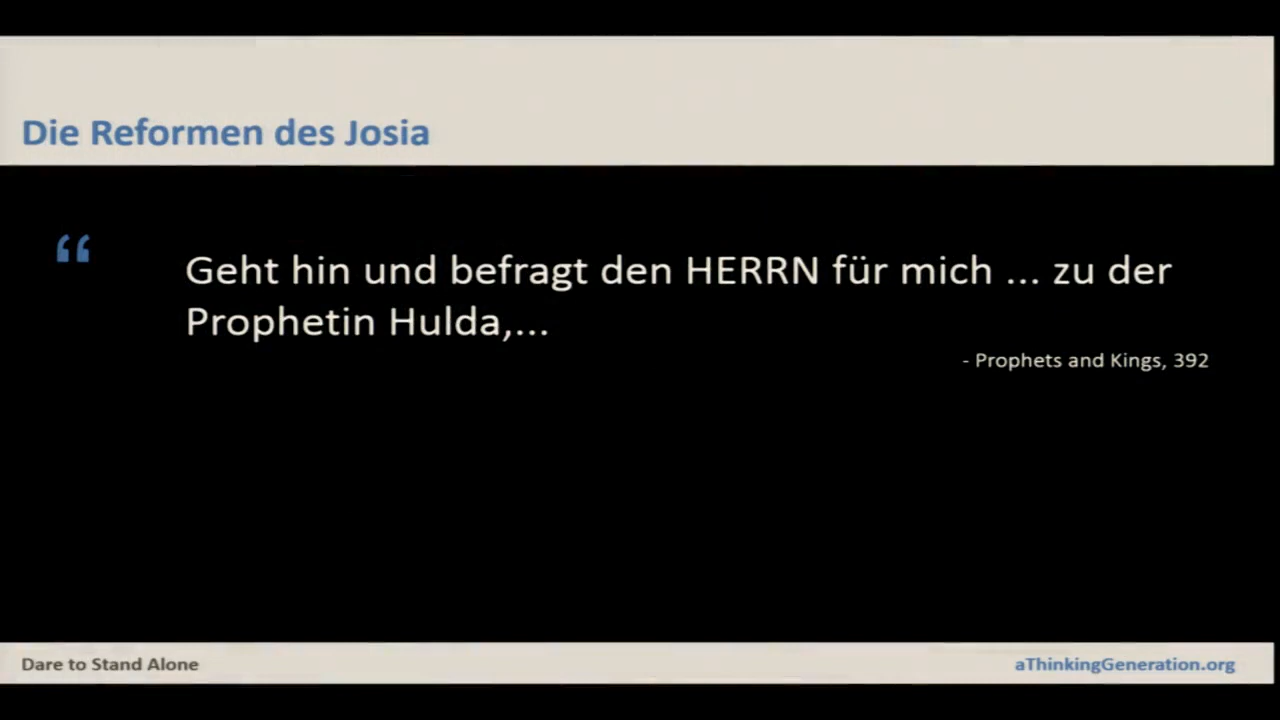 Die Reformen des Josia
“
Geht hin und befragt den HERRN für mich ... zu der
Prophetin Hulda,...
- Prophets and Kings, 392
Dare to Stand Alone
aThinkingGeneration.org